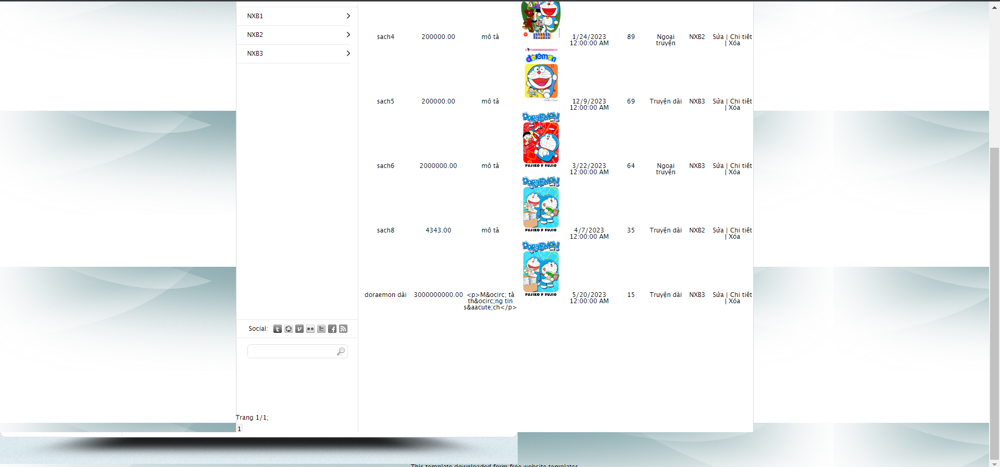 NXB1
NXB2
NXB3
sach4 200000.00 mô tả 1/24/2023 89 Ngoại NXB2 Sửa | Chi tiết
12:00:00 AM truyện | Xóa
dorêmon
sach5 200000.00 mô tả 12/9/2023 69 Truyện dài NXB3 Sửa | Chi tiết
12:00:00 AM | Xóa
DORAEMON
FUJIKO F FUJIO
sach6 2000000.00 mô tả 3/22/2023 64 Ngoại NXB3 Sửa | Chi tiết
12:00:00 AM truyện | Xóa
DORAEMON
FUJIKO F FUJIO
sach8 4343.00 mô tả 4/7/2023 35 Truyện dài NXB2 Sửa | Chi tiết
12:00:00 AM | Xóa
DORAEMON
FUJIKO F FUJIO
doraemon dài 3000000000.00 <p>M&ocirc; tả 5/20/2023 15 Truyện dài NXB3 Sửa | Chi tiết
th&ocirc;ng tin 12:00:00 AM | Xóa
s&aacute;ch</p>
Social:
Trang 1/1;
1
This template downloaded form free website templates